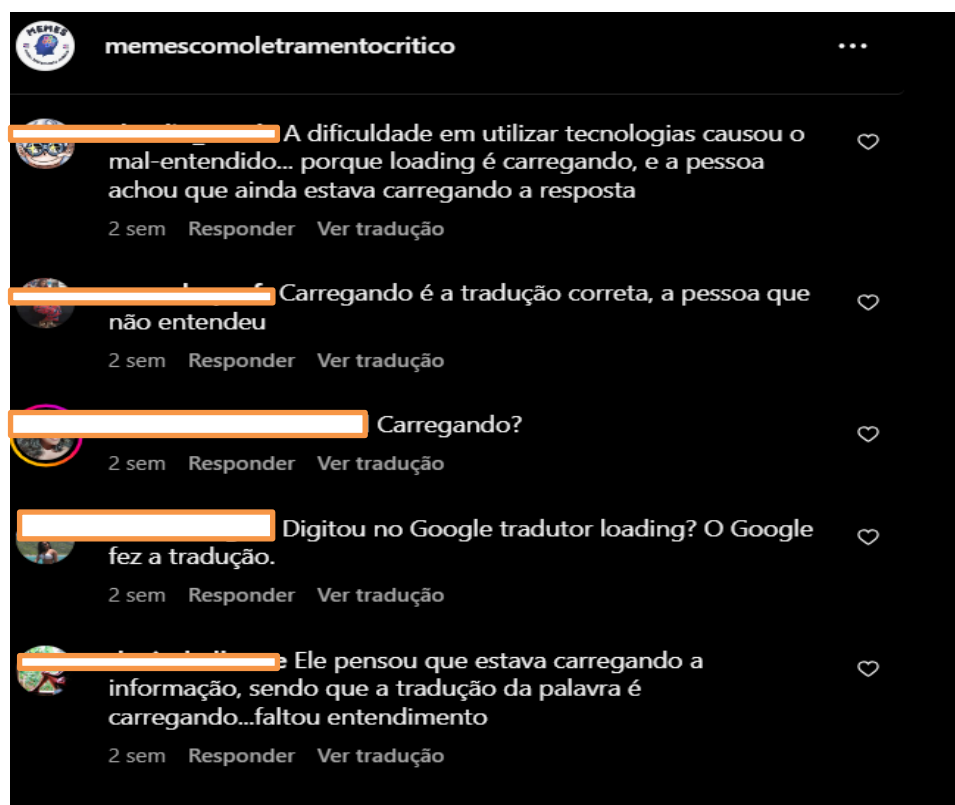 MEMES
memescomoletramentocritico
A dificuldade em utilizar tecnologias causou o
mal-entendido... porque loading é carregando, e a pessoa
achou que ainda estava carregando a resposta
2 sem Responder Ver tradução
Carregando é a tradução correta, a pessoa que
não entendeu
2 sem Responder Ver tradução
Carregando?
2 sem Responder Ver tradução
Digitou no Google tradutor loading? O Google
fez a tradução.
2 sem Responder Ver tradução
Ele pensou que estava carregando a
informação, sendo que a tradução da palavra é
carregando...faltou entendimento
2 sem Responder Ver tradução